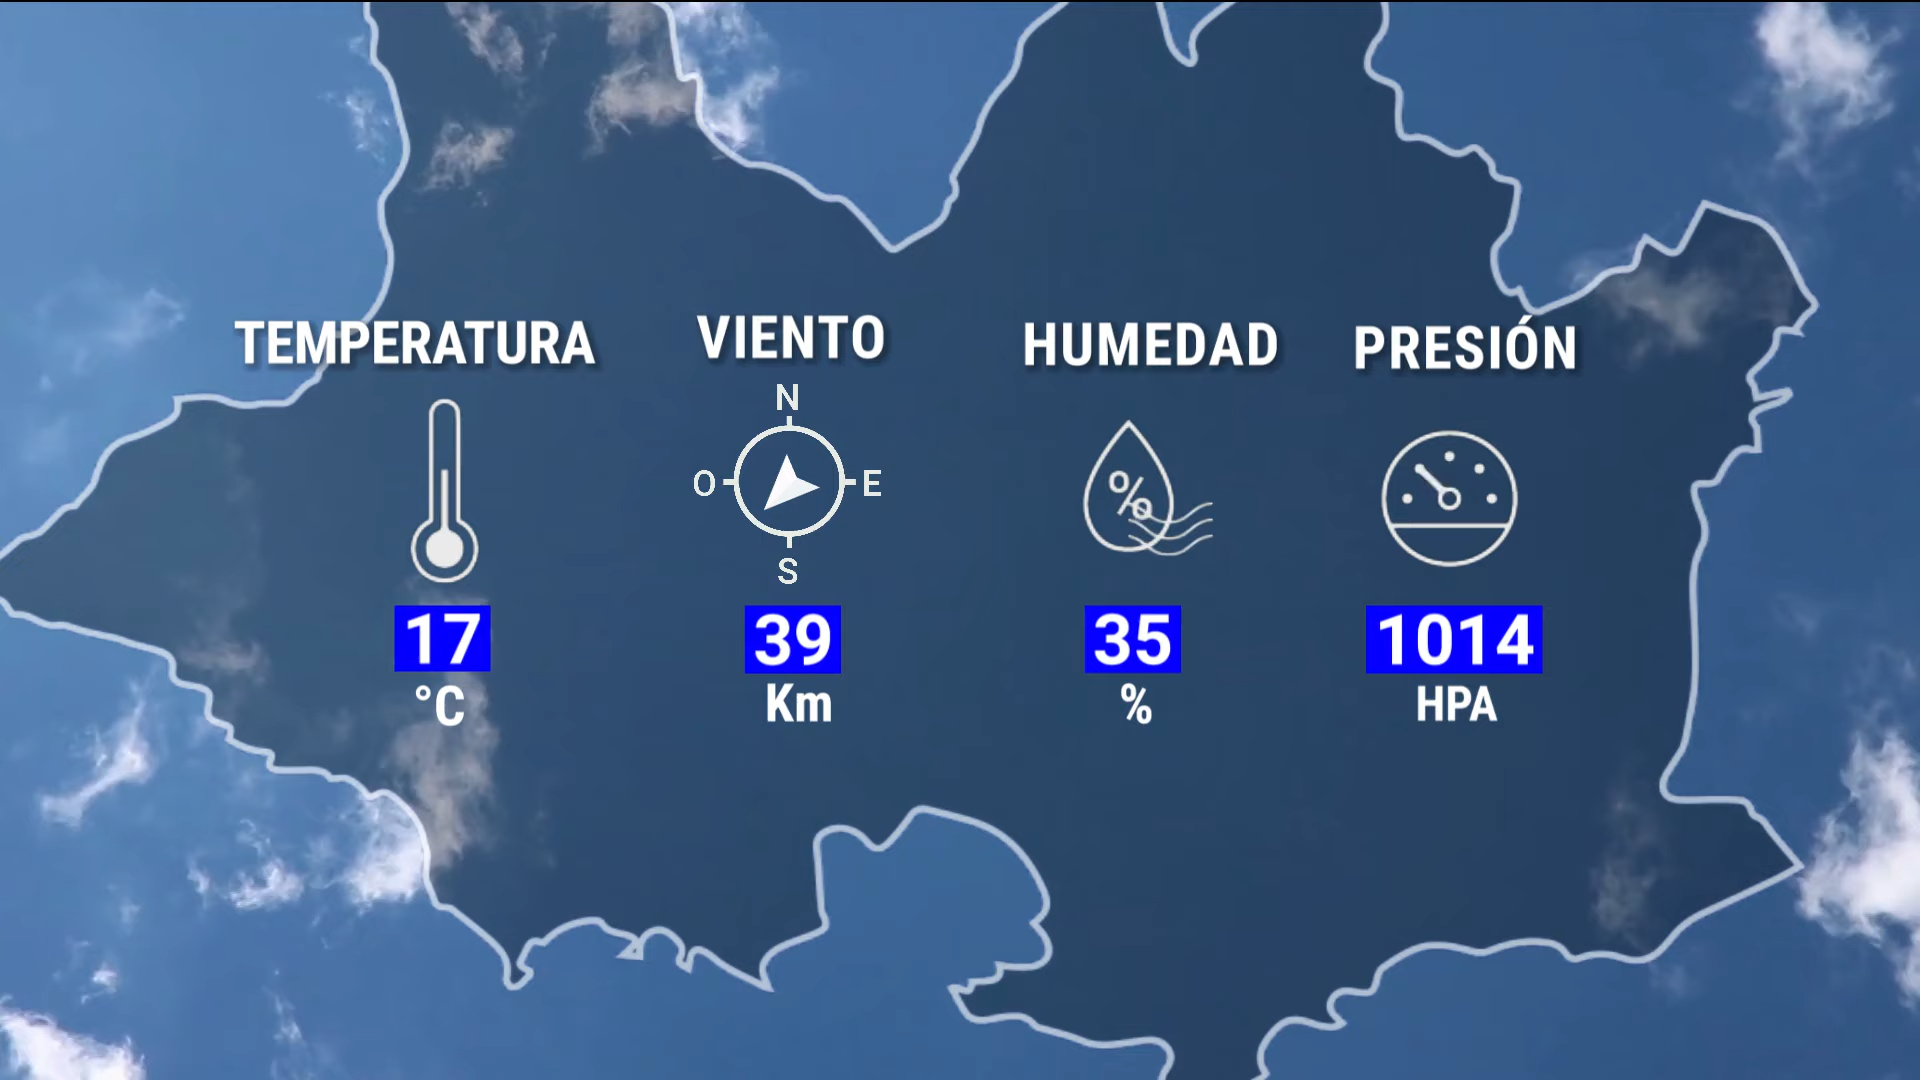 TEMPERATURA
VIENTO
HUMEDAD
PRESIÓN
N
O
E
S
%
17
39
35
1014
°C
Km
%
HPA